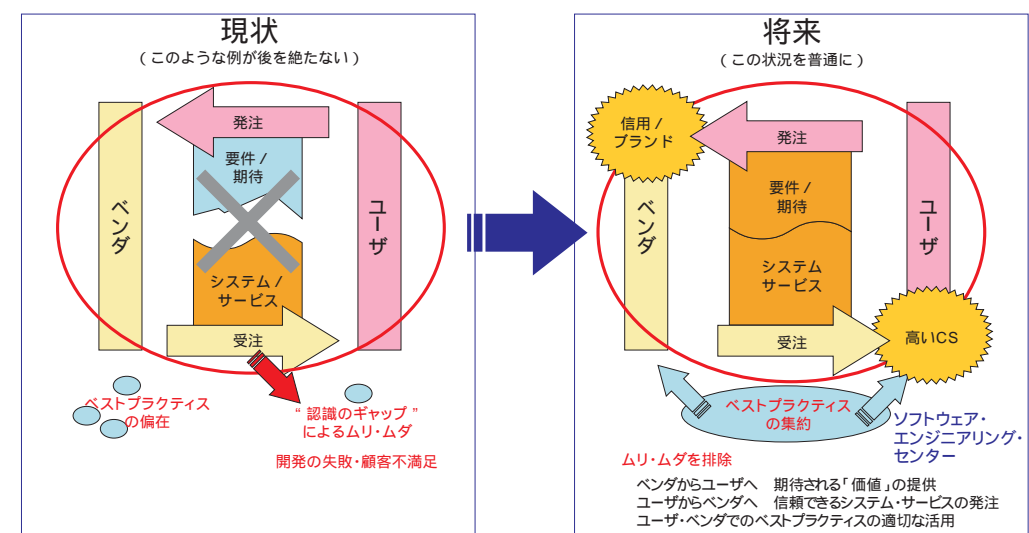 現状
(このような例が後を絶たない)
発注
要件 /
期待
ベンダ
ユーザ
システム /
サービス
受注
ベストプラクティス
の偏在
“認識のギャップ”
によるムリ・ムダ
開発の失敗・顧客不満足
将来
(この状況を普通に)
信用 /
ブランド
発注
要件 /
期待
ベンダ
ユーザ
システム
サービス
受注
高いCS
ベストプラクティス
の集約
ソフトウェア・
エンジニアリング・
センター
ムリ・ムダを排除
ベンダからユーザへ 期待される「価値」の提供
ユーザからベンダへ 信頼できるシステム・サービスの発注
ユーザ・ベンダでのベストプラクティスの適切な活用